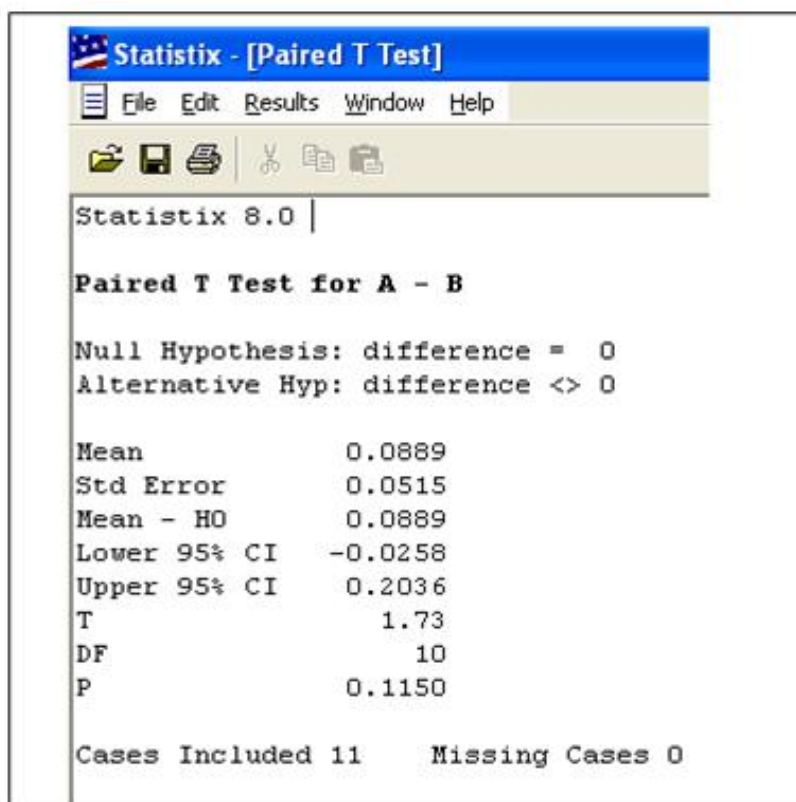 Statistix - [Paired T Test]
File Edit Results Window Help
Statistix 8.0
Paired T Test for A - B
Null Hypothesis: difference = 0
Alternative Hyp: difference <> 0
Mean 0.0889
Std Error 0.0515
Mean - H0 0.0889
Lower 95% CI -0.0258
Upper 95% CI 0.2036
T 1.73
DF 10
P 0.1150
Cases Included 11 Missing Cases 0